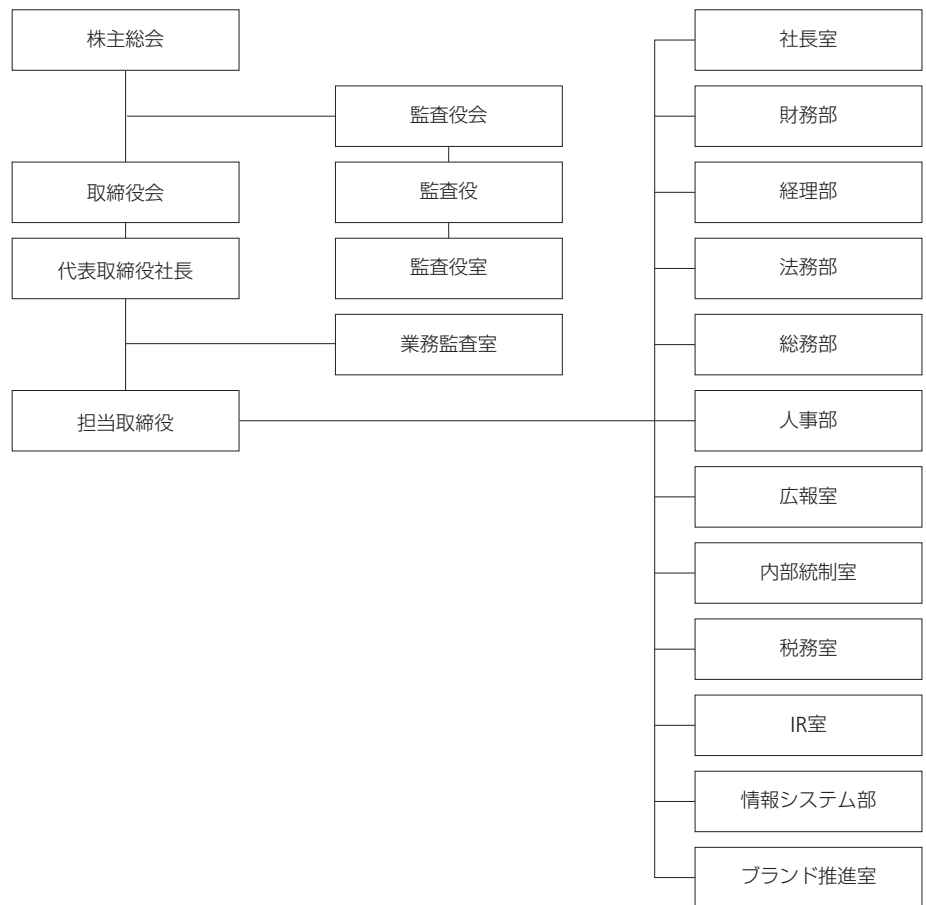 株主総会
監査役会
取締役会
監査役
代表取締役社長
監査役室
業務監査室
担当取締役
社長室
財務部
経理部
法務部
総務部
人事部
広報室
内部統制室
税務室
IR室
情報システム部
ブランド推進室